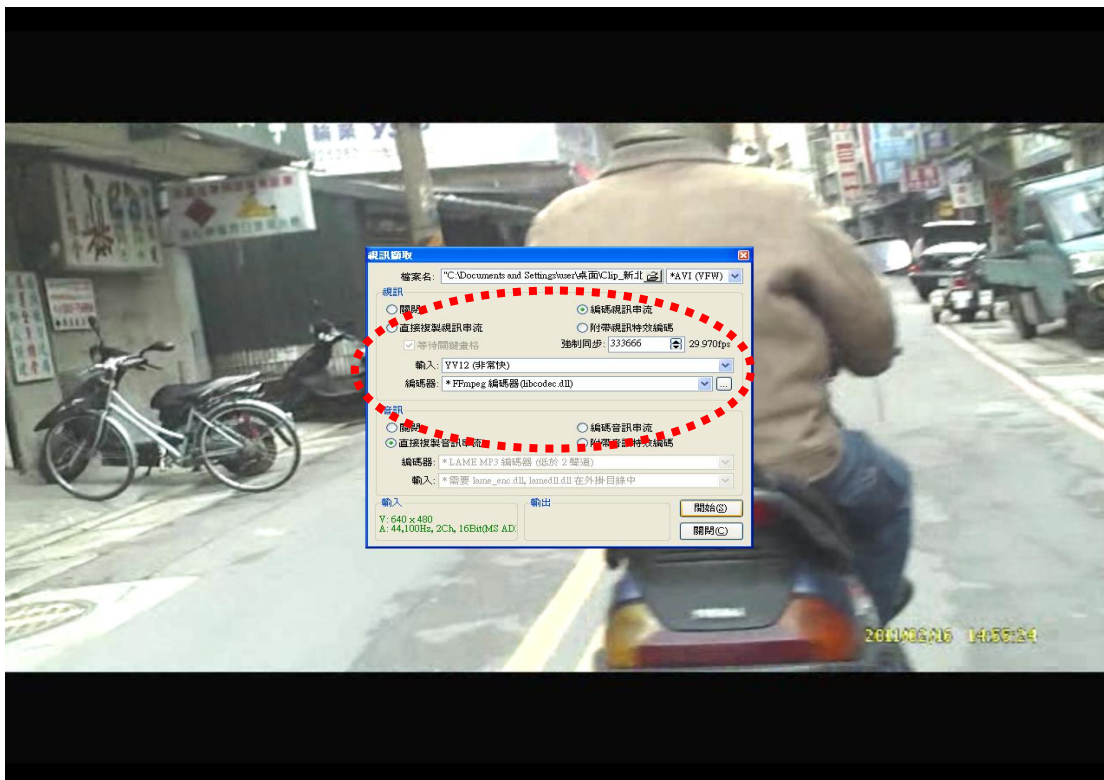 視訊擷取
檔案名: "C:\Documents and Settings\user\桌面\Clip_新北 *AVI (VFW)
視訊
關閉 編碼視訊串流
直接複製視訊串流 附帶視訊特效編碼
等待關鍵畫格 強制同步: 333666 29.970fps
輸入: YV12 (非常快)
編碼器: * FFmpeg 編碼器(libcodec.dll) ...
音訊
關閉 編碼音訊串流
直接複製音訊串流 附帶音訊特效編碼
編碼器: * LAME MP3 編碼器 (低於 2 聲道)
輸入: * 需要 lame_enc.dll, lamedll.dll 在外掛目錄中
輸入 輸出
V: 640 x 480
A: 44,100Hz, 2Ch, 16Bit(MS AD
開始(S)
關閉(C)
2011/02/16 14:55:24